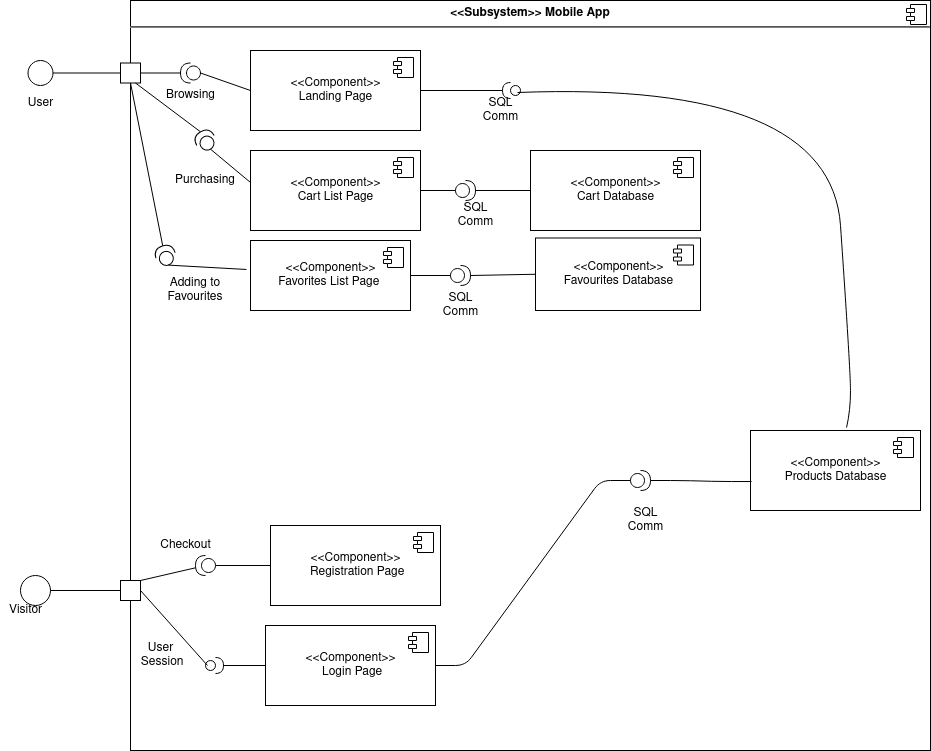 <<Subsystem>> Mobile App
User
Browsing
<<Component>>
Landing Page
SQL
Comm
Purchasing
<<Component>>
Cart List Page
SQL
Comm
<<Component>>
Cart Database
Adding to
Favourites
<<Component>>
Favorites List Page
SQL
Comm
<<Component>>
Favourites Database
<<Component>>
Products Database
SQL
Comm
Checkout
<<Component>>
Registration Page
Visitor
User
Session
<<Component>>
Login Page